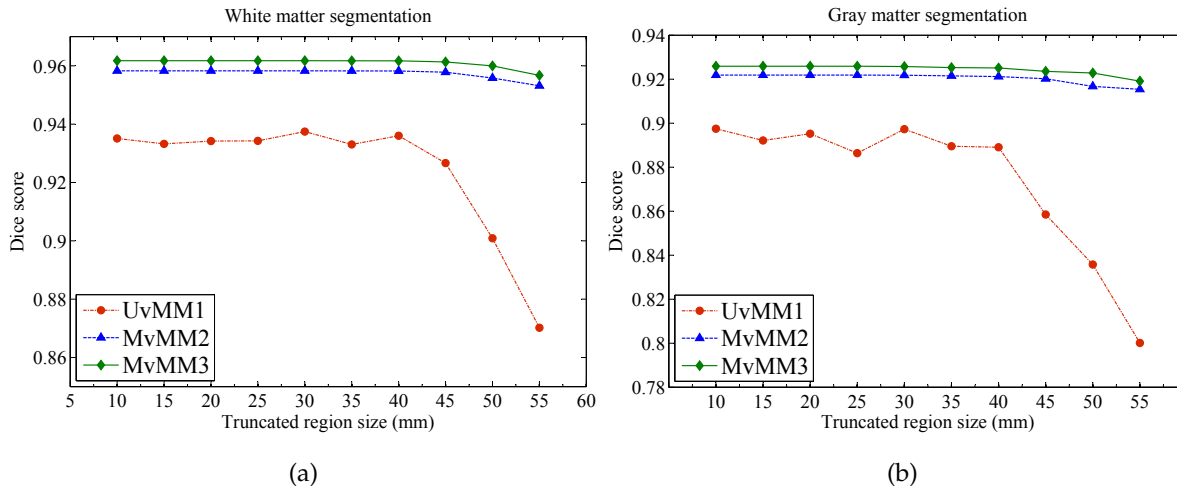 White matter segmentation
Dice score
0.96
0.94
0.92
0.9
0.88
0.86
UvMM1
MvMM2
MvMM3
5 10 15 20 25 30 35 40 45 50 55 60
Truncated region size (mm)
(a)
Gray matter segmentation
Dice score
0.94
0.92
0.9
0.88
0.86
0.84
0.82
0.8
0.78
UvMM1
MvMM2
MvMM3
10 15 20 25 30 35 40 45 50 55
Truncated region size (mm)
(b)